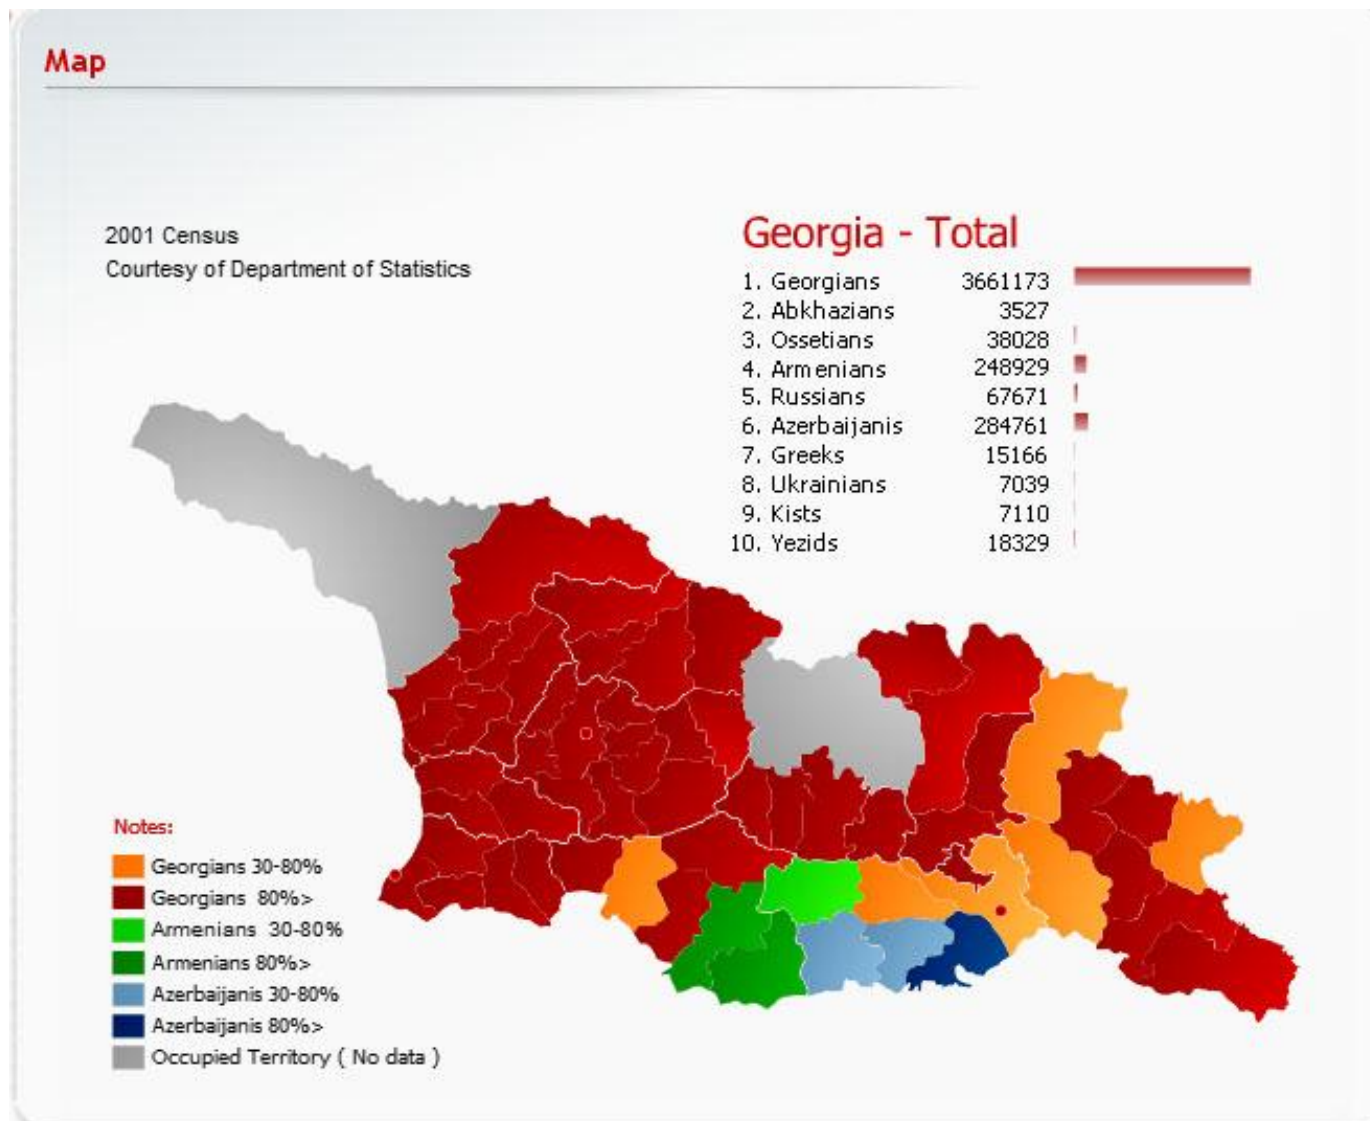 Map
2001 Census
Courtesy of Department of Statistics
Georgia - Total
1. Georgians 3661173
2. Abkhazians 3527
3. Ossetians 38028
4. Armenians 248929
5. Russians 67671
6. Azerbaijanis 284761
7. Greeks 15166
8. Ukrainians 7039
9. Kists 7110
10. Yezids 18329
Notes:
Georgians 30-80%
Georgians 80%>
Armenians 30-80%
Armenians 80%>
Azerbaijanis 30-80%
Azerbaijanis 80%>
Occupied Territory ( No data )